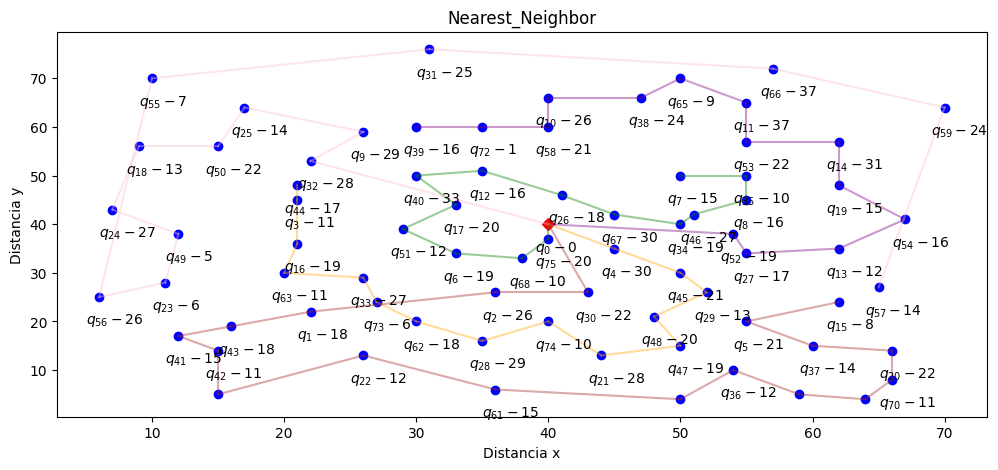 Nearest_Neighbor
Distancia y
70
60
50
40
30
20
10
q31 − 25
q55 − 7
q66 − 37
q65 − 9
q25 − 14
q10 − 26
q38 − 24
q11 − 37
q59 − 24
q9 − 29
q39 − 16
q72 − 1
q58 − 21
q18 − 13
q50 − 22
q53 − 22
q14 − 31
q32 − 28
q40 − 33
q12 − 16
q7 − 15
q44 − 17
q19 − 15
q3 − 11
q26 − 18
q8 − 16
q24 − 27
q17 − 20
q67 − 30
q46 − 27
q49 − 5
q51 − 12
q0 − 0
q34 − 19
q52 − 19
q54 − 16
q16 − 19
q75 − 20
q6 − 19
q4 − 30
q27 − 17
q13 − 12
q63 − 11
q68 − 10
q45 − 21
q23 − 6
q33 − 27
q56 − 26
q2 − 26
q30 − 22
q29 − 13
q57 − 14
q1 − 18
q73 − 6
q15 − 8
q43 − 18
q62 − 18
q74 − 10
q48 − 20
q5 − 21
q41 − 15
q42 − 11
q28 − 29
q47 − 19
q37 − 14
q20 − 22
q22 − 12
q21 − 28
q36 − 12
q70 − 11
q61 − 15
10 20 30 40 50 60 70
Distancia x